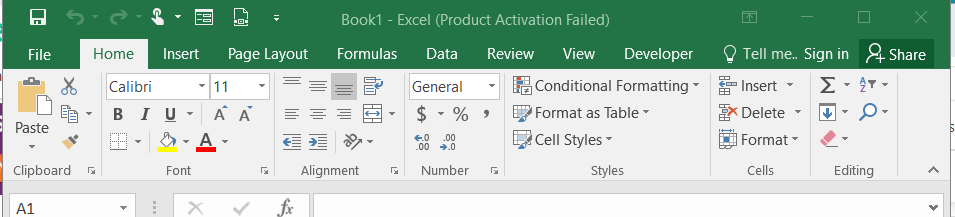 Book1 - Excel (Product Activation Failed)
File Home Insert Page Layout Formulas Data Review View Developer Tell me.. Sign in Share
Calibri 11 General Conditional Formatting Insert Σ
Paste B I U A A $ % , Format as Table Delete
A Cell Styles Format
Clipboard Font Alignment Number Styles Cells Editing
A1 fx